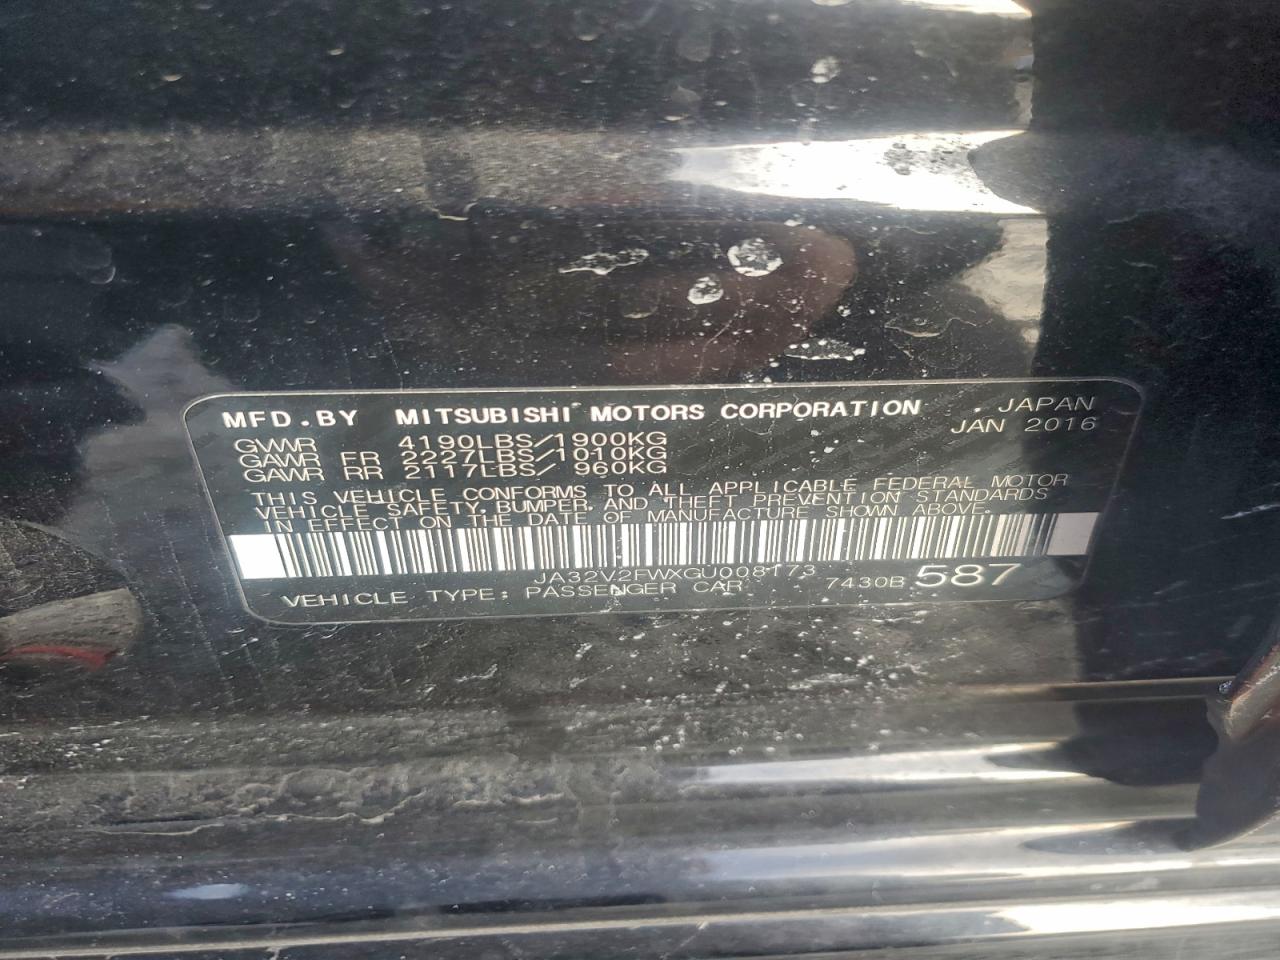 MFD.BY MITSUBISHI MOTORS CORPORATION . JAPAN
JAN 2016
GVWR 4190LBS/1900KG
GAWR FR 2227LBS/1010KG
GAWR RR 2117LBS/ 960KG
THIS VEHICLE CONFORMS TO ALL APPLICABLE FEDERAL MOTOR
VEHICLE SAFETY, BUMPER, AND THEFT PREVENTION STANDARDS
IN EFFECT ON THE DATE OF MANUFACTURE SHOWN ABOVE.
JA32V2FWXGU008173
VEHICLE TYPE: PASSENGER CAR 7430B 587